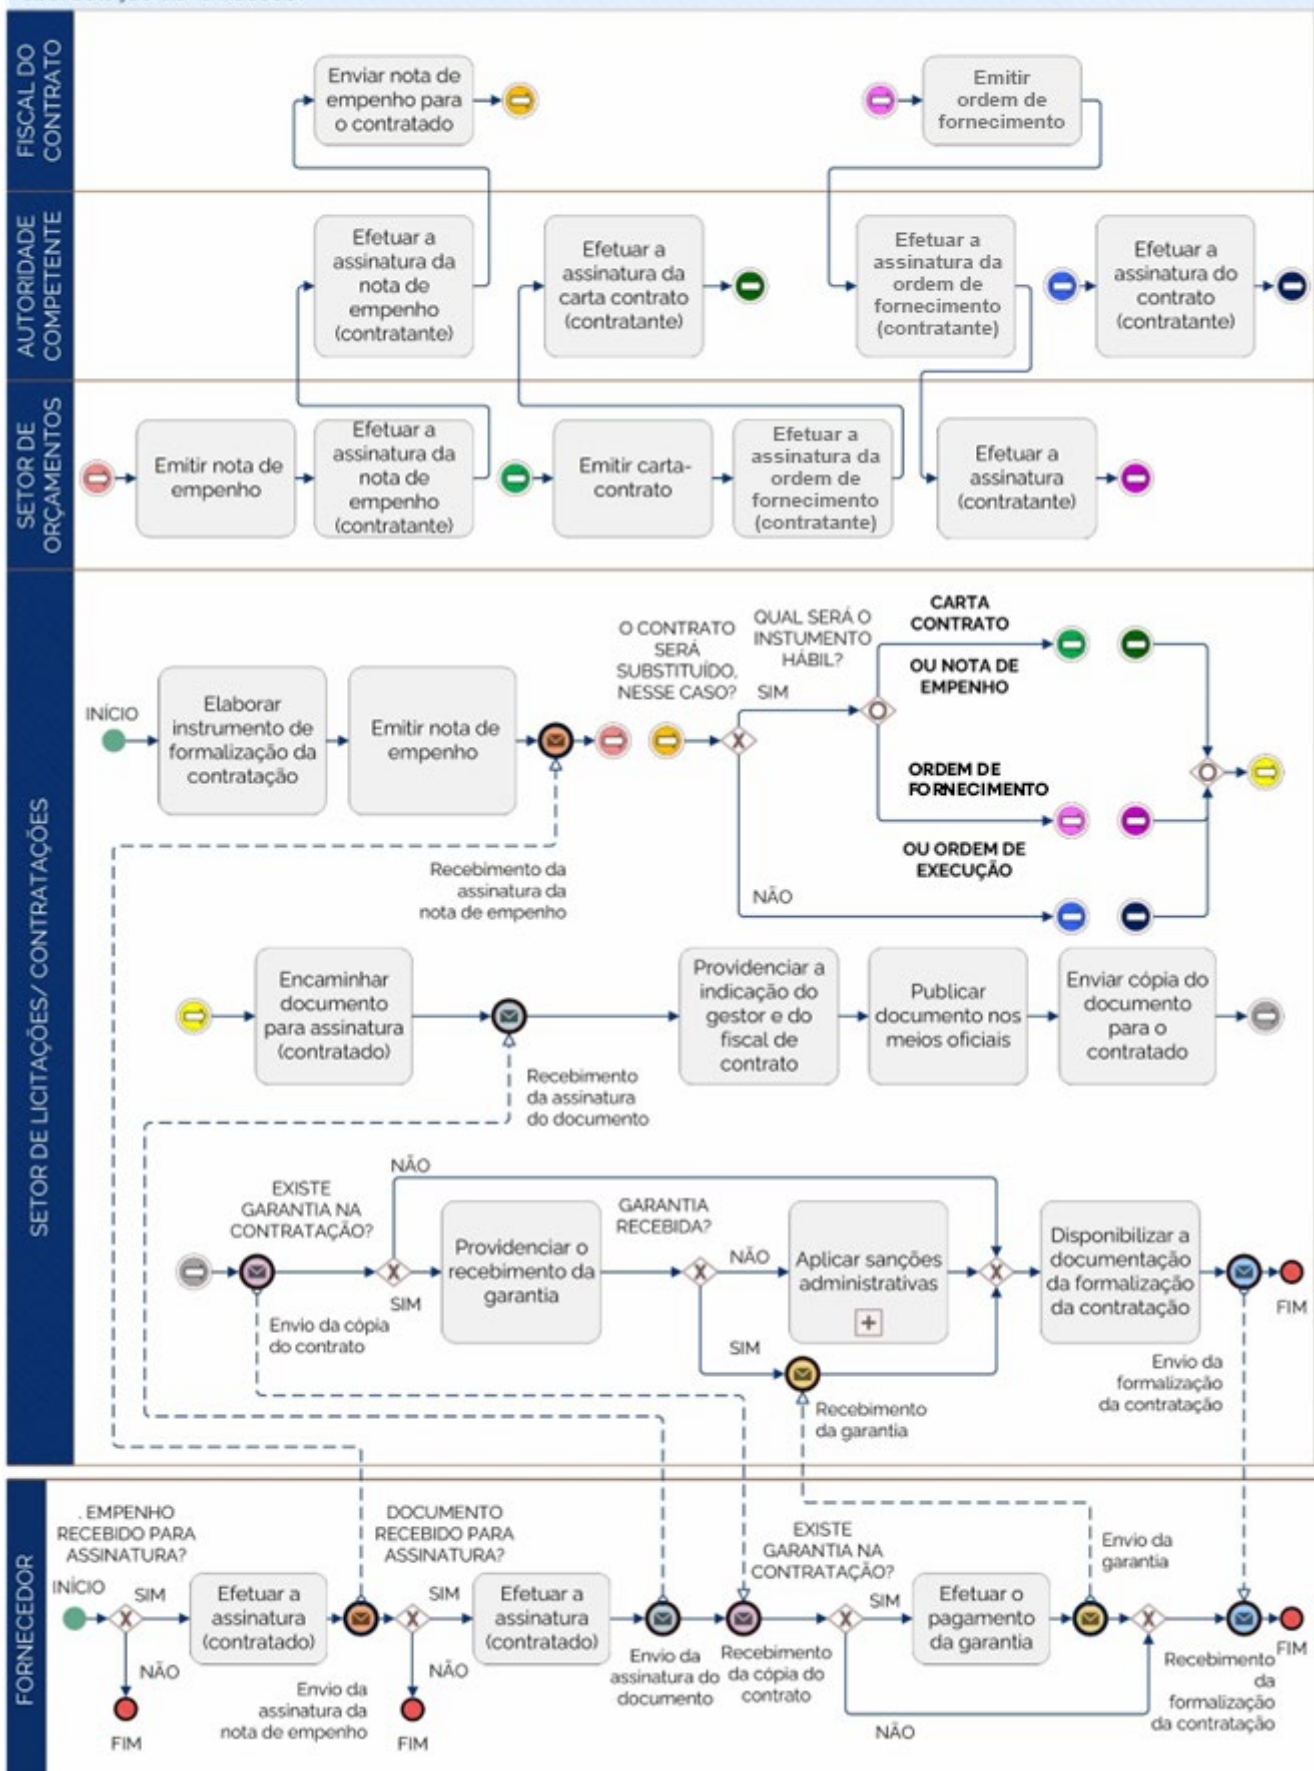 FISCAL DO
CONTRATO
Enviar nota de
empenho para
o contratado
Emitir
ordem de
fornecimento
AUTORIDADE
COMPETENTE
Efetuar a
assinatura da
nota de
empenho
(contratante)
Efetuar a
assinatura da
carta contrato
(contratante)
Efetuar a
assinatura da
ordem de
fornecimento
(contratante)
Efetuar a
assinatura do
contrato
(contratante)
SETOR DE
ORÇAMENTOS
Emitir nota de
empenho
Efetuar a
assinatura da
nota de
empenho
(contratante)
Emitir carta-
contrato
Efetuar a
assinatura da
ordem de
fornecimento
(contratante)
Efetuar a
assinatura
(contratante)
SETOR DE LICITAÇÕES/ CONTRATAÇÕES
INÍCIO
Elaborar
instrumento de
formalização da
contratação
Emitir nota de
empenho
Recebimento da
assinatura da
nota de empenho
O CONTRATO
SERÁ
SUBSTITUÍDO,
NESSE CASO?
SIM
NÃO
QUAL SERÁ O
INSTUMENTO
HÁBIL?
CARTA
CONTRATO
OU NOTA DE
EMPENHO
ORDEM DE
FORNECIMENTO
OU ORDEM DE
EXECUÇÃO
Encaminhar
documento
para assinatura
(contratado)
Recebimento
da assinatura
do documento
Providenciar a
indicação do
gestor e do
fiscal de
contrato
Publicar
documento nos
meios oficiais
Enviar cópia do
documento
para o
contratado
EXISTE
GARANTIA NA
CONTRATAÇÃO?
NÃO
SIM
Envio da cópia
do contrato
Providenciar o
recebimento da
garantia
GARANTIA
RECEBIDA?
NÃO
SIM
Aplicar sanções
administrativas
Recebimento
da garantia
Disponibilizar a
documentação
da formalização
da contratação
FIM
Envio da
formalização
da contratação
FORNECEDOR
. EMPENHO
RECEBIDO PARA
ASSINATURA?
INÍCIO
SIM
NÃO
FIM
Efetuar a
assinatura
(contratado)
Envio da
assinatura da
nota de empenho
DOCUMENTO
RECEBIDO PARA
ASSINATURA?
SIM
NÃO
FIM
Efetuar a
assinatura
(contratado)
Envio da
assinatura do
documento
Recebimento
da cópia do
contrato
EXISTE
GARANTIA NA
CONTRATAÇÃO?
SIM
NÃO
Efetuar o
pagamento
da garantia
Envio da
garantia
Recebimento
da
formalização
da contratação
FIM